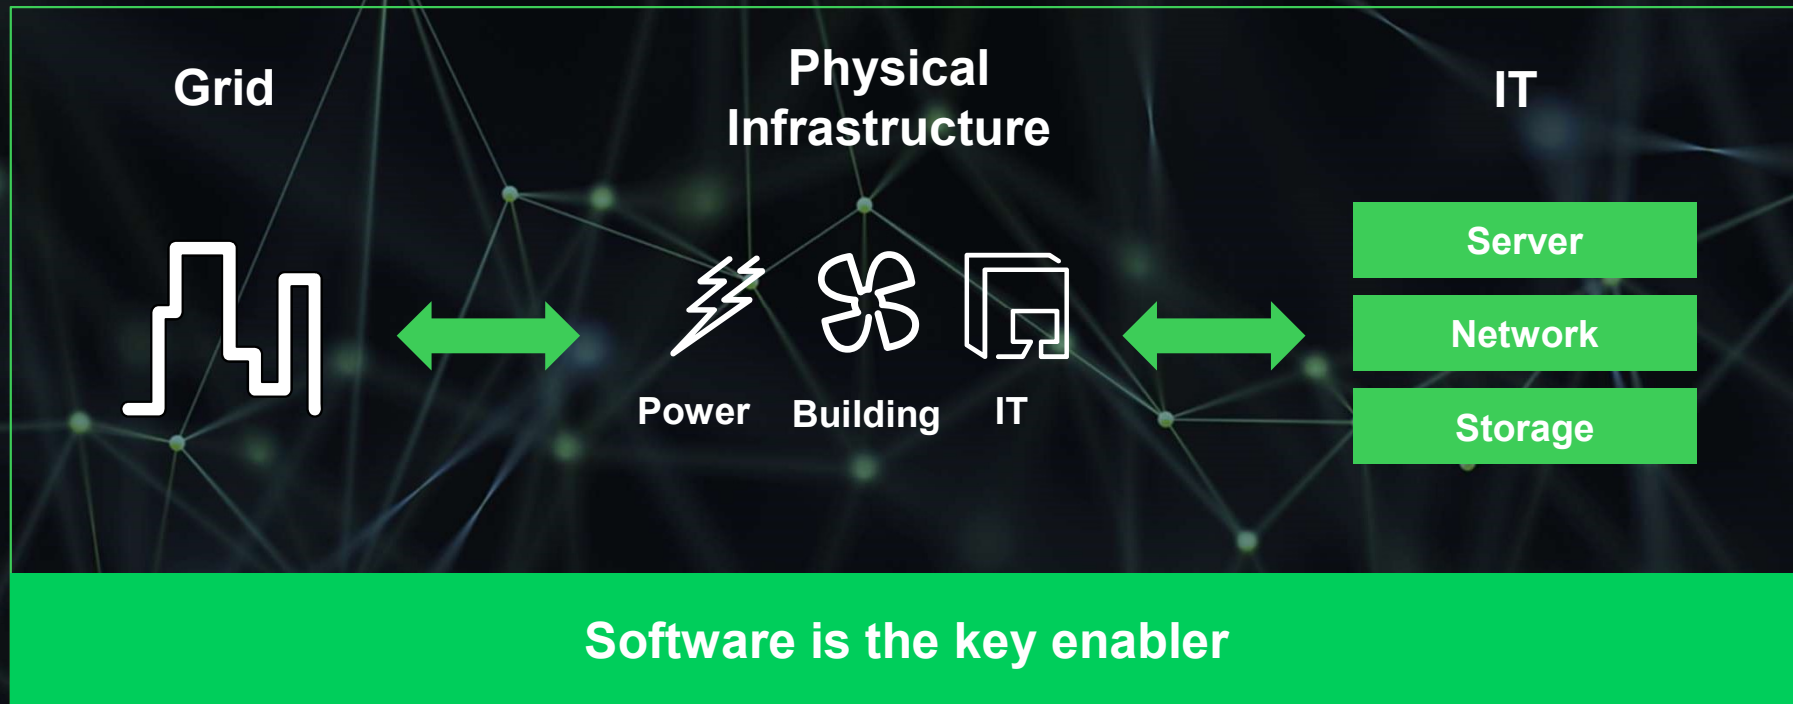 Grid
Physical
Infrastructure
IT
Power
Building
IT
Server
Network
Storage
Software is the key enabler